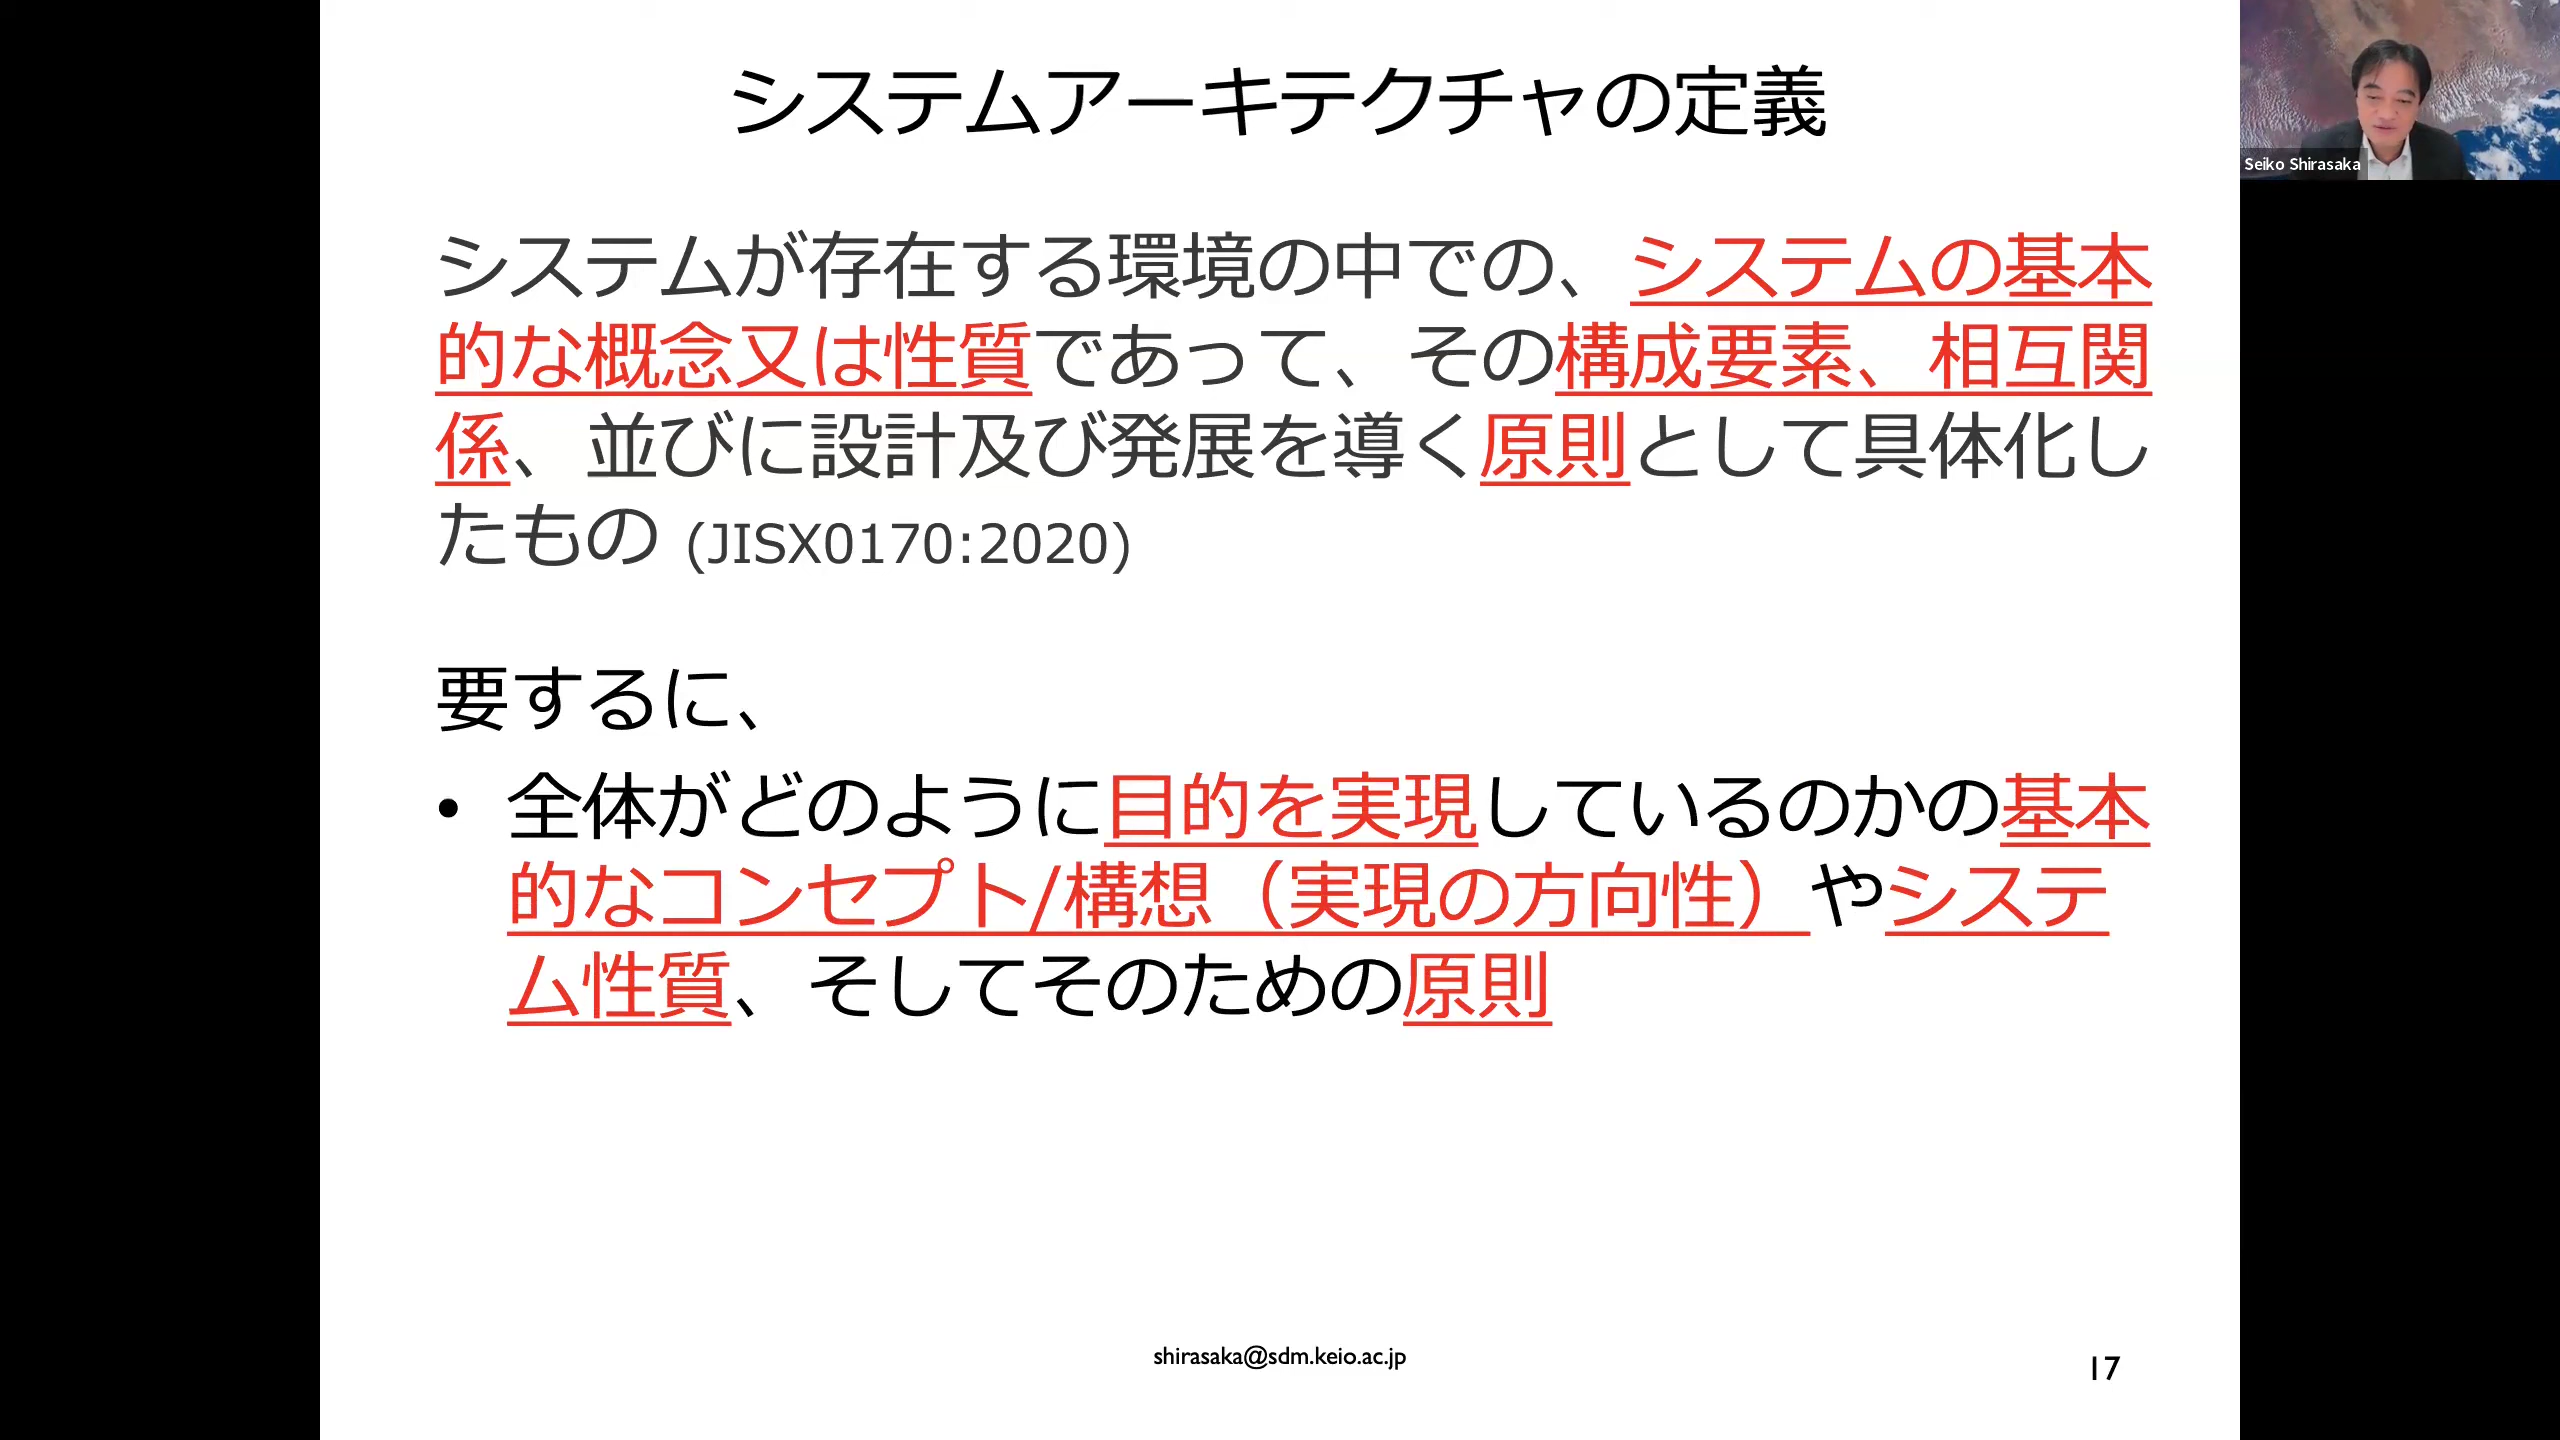 システムアーキテクチャの定義
Seiko Shirasaka
システムが存在する環境の中での、システムの基本
的な概念又は性質であって、その構成要素、相互関
係、並びに設計及び発展を導く原則として具体化し
たもの (JISX0170:2020)
要するに、
• 全体がどのように目的を実現しているのかの基本
的なコンセプト/構想（実現の方向性）やシステ
ム性質、そしてそのための原則
shirasaka@sdm.keio.ac.jp
17